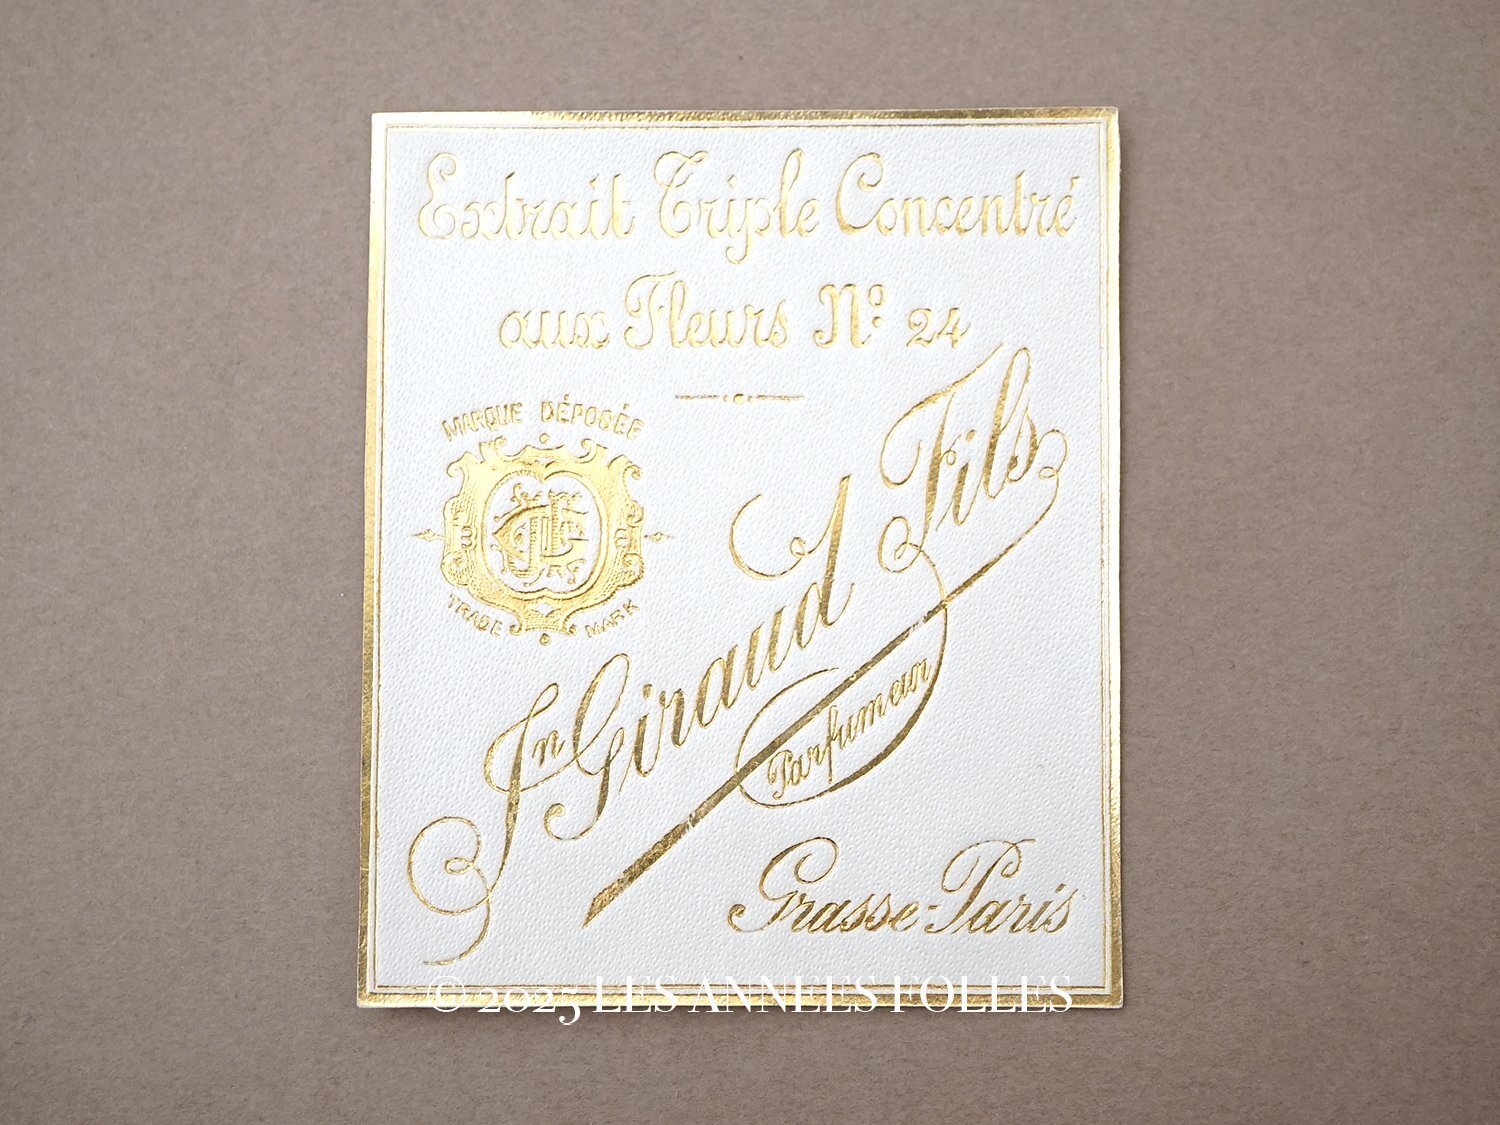 Extrait Triple Concentré
aux Fleurs Nº 24
MARQUE DÉPOSÉE
TRADE MARK
Jn Giraud Fils
Parfumeur
Grasse-Paris
© 2025 LES ANNEES FOLLES